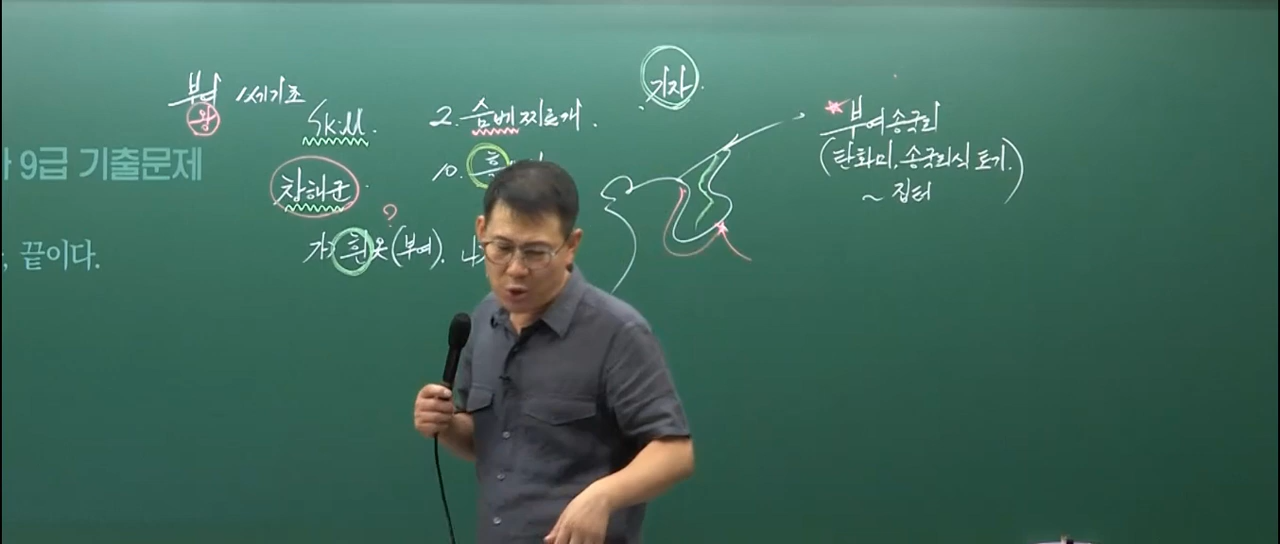 부여 1세기초
왕
Skill.
창해군.
?
가> 흰옷(부여).
2. 슴베찌르개.
10.
기자
*부여송국리
(탄화미, 송국리식 토기.)
~ 집터
9급 기출문제
끝이다.